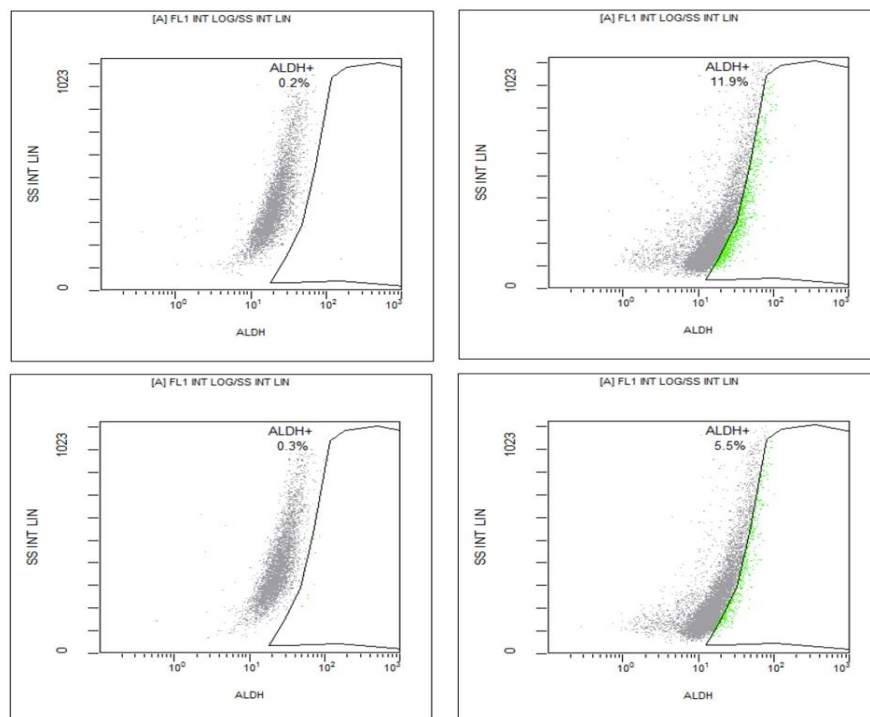 [A] FL1 INT LOG/SS INT LIN
ALDH+
0.2%
1023
SS INT LIN
0
10⁰ 10¹ 10² 10³
ALDH
[A] FL1 INT LOG/SS INT LIN
ALDH+
11.9%
1023
SS INT LIN
0
10⁰ 10¹ 10² 10³
ALDH
[A] FL1 INT LOG/SS INT LIN
ALDH+
0.3%
1023
SS INT LIN
0
10⁰ 10¹ 10² 10³
ALDH
[A] FL1 INT LOG/SS INT LIN
ALDH+
5.5%
1023
SS INT LIN
0
10⁰ 10¹ 10² 10³
ALDH